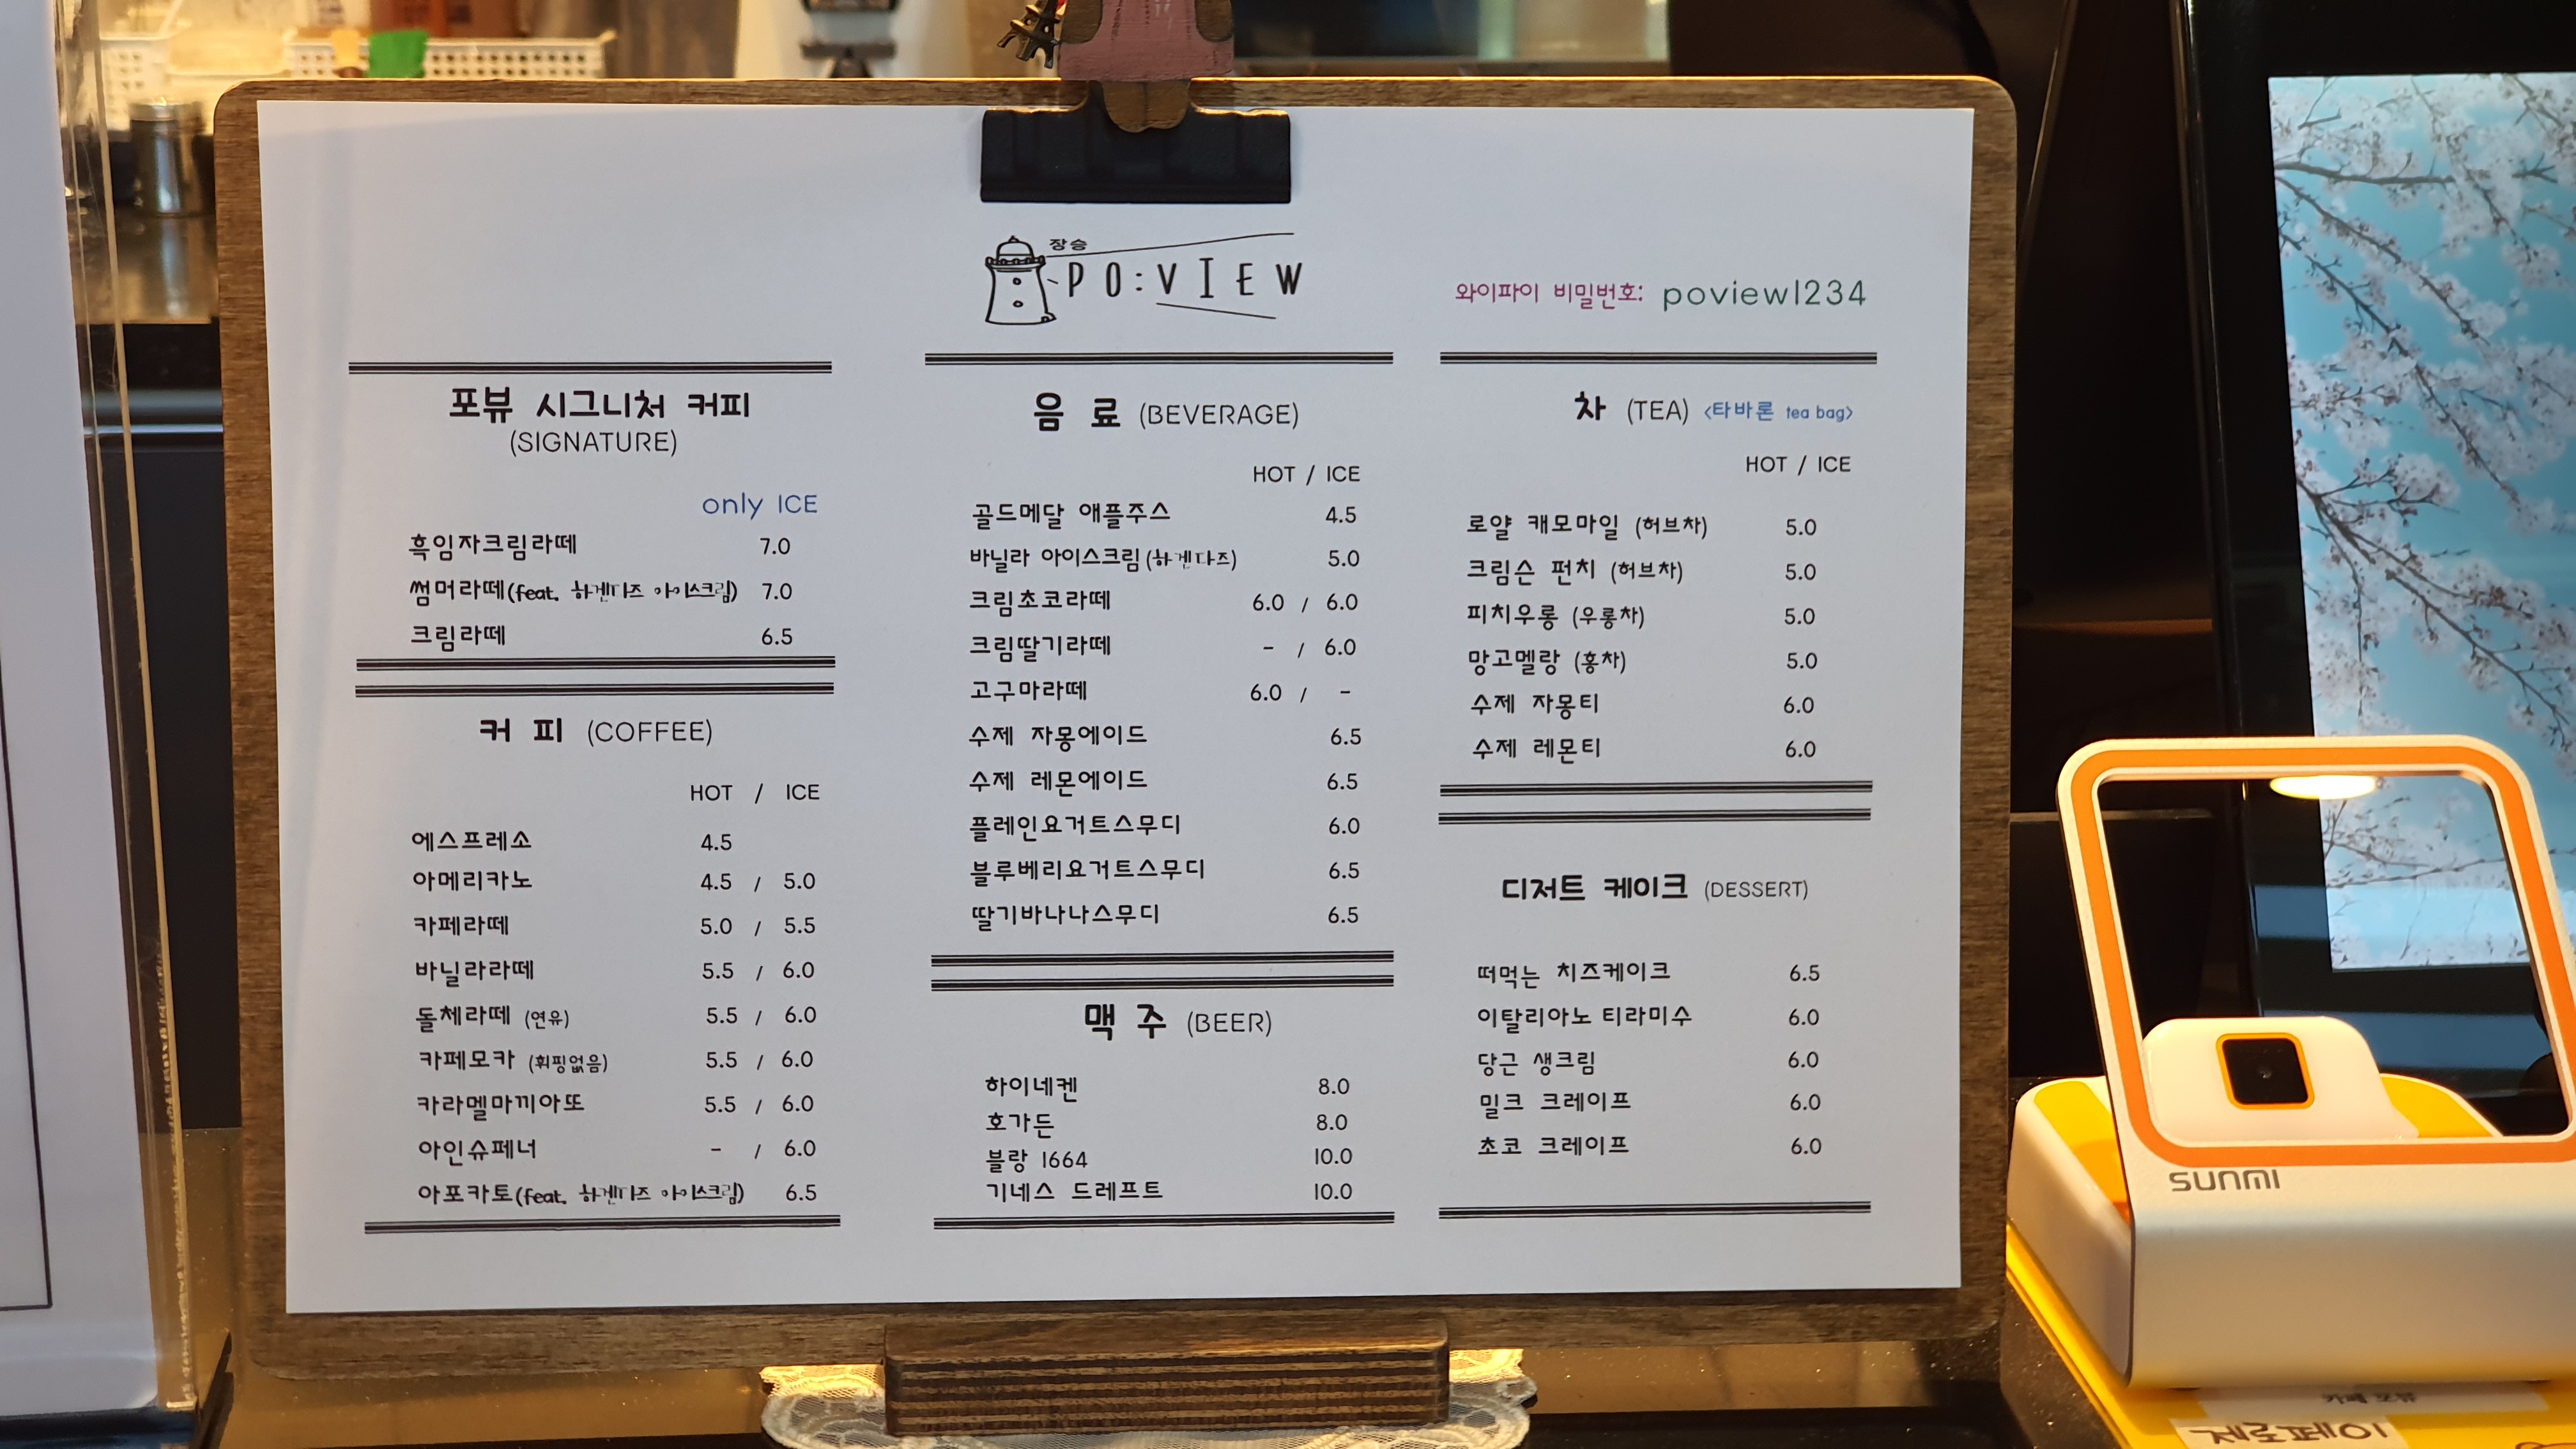 장승
PO:VIEW
와이파이 비밀번호: poview1234
포뷰 시그니처 커피
(SIGNATURE)
only ICE
흑임자크림라떼 7.0
썸머라떼(feat. 하겐다즈 아이스크림) 7.0
크림라떼 6.5
커 피 (COFFEE)
HOT / ICE
에스프레소 4.5
아메리카노 4.5 / 5.0
카페라떼 5.0 / 5.5
바닐라라떼 5.5 / 6.0
돌체라떼 (연유) 5.5 / 6.0
카페모카 (휘핑없음) 5.5 / 6.0
카라멜마끼아또 5.5 / 6.0
아인슈페너 - / 6.0
아포카토(feat. 하겐다즈 아이스크림) 6.5
음 료 (BEVERAGE)
HOT / ICE
골드메달 애플주스 4.5
바닐라 아이스크림(하겐다즈) 5.0
크림초코라떼 6.0 / 6.0
크림딸기라떼 - / 6.0
고구마라떼 6.0 / -
수제 자몽에이드 6.5
수제 레몬에이드 6.5
플레인요거트스무디 6.0
블루베리요거트스무디 6.5
딸기바나나스무디 6.5
맥 주 (BEER)
하이네켄 8.0
호가든 8.0
블랑 1664 10.0
기네스 드레프트 10.0
차 (TEA) <타바론 tea bag>
HOT / ICE
로얄 캐모마일 (허브차) 5.0
크림슨 펀치 (허브차) 5.0
피치우롱 (우롱차) 5.0
망고멜랑 (홍차) 5.0
수제 자몽티 6.0
수제 레몬티 6.0
디저트 케이크 (DESSERT)
떠먹는 치즈케이크 6.5
이탈리아노 티라미수 6.0
당근 생크림 6.0
밀크 크레이프 6.0
초코 크레이프 6.0
SUNMI
카페 포뷰
제로페이